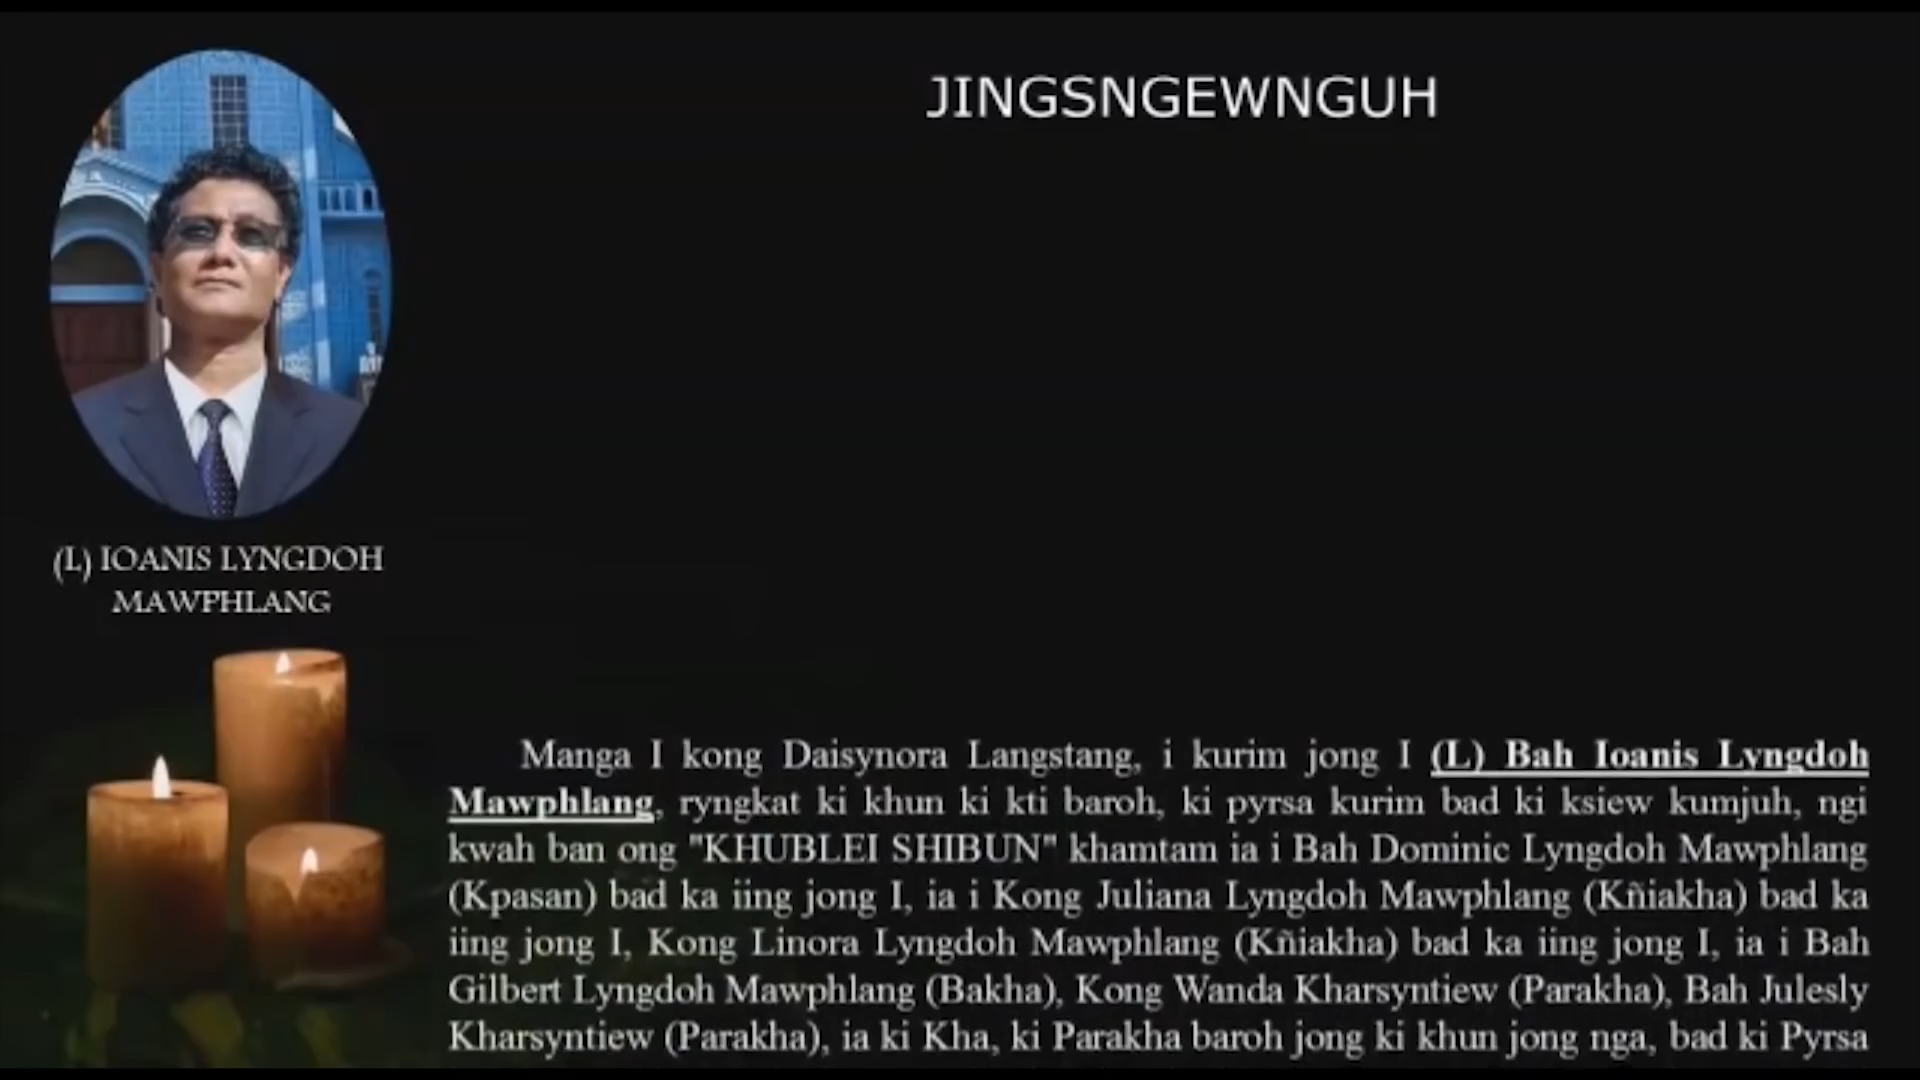 JINGSNGEWNGUH
(L) IOANIS LYNGDOH
MAWPHLANG
Manga I kong Daisynora Langstang, i kurim jong I (L) Bah Ioanis Lyngdoh
Mawphlang, ryngkat ki khun ki kti baroh, ki pyrsa kurim bad ki ksiew kumjuh, ngi
kwah ban ong "KHUBLEI SHIBUN" khamtam ia i Bah Dominic Lyngdoh Mawphlang
(Kpasan) bad ka iing jong I, ia i Kong Juliana Lyngdoh Mawphlang (Kñiakha) bad ka
iing jong I, Kong Linora Lyngdoh Mawphlang (Kñiakha) bad ka iing jong I, ia i Bah
Gilbert Lyngdoh Mawphlang (Bakha), Kong Wanda Kharsyntiew (Parakha), Bah Julesly
Kharsyntiew (Parakha), ia ki Kha, ki Parakha baroh jong ki khun jong nga, bad ki Pyrsa